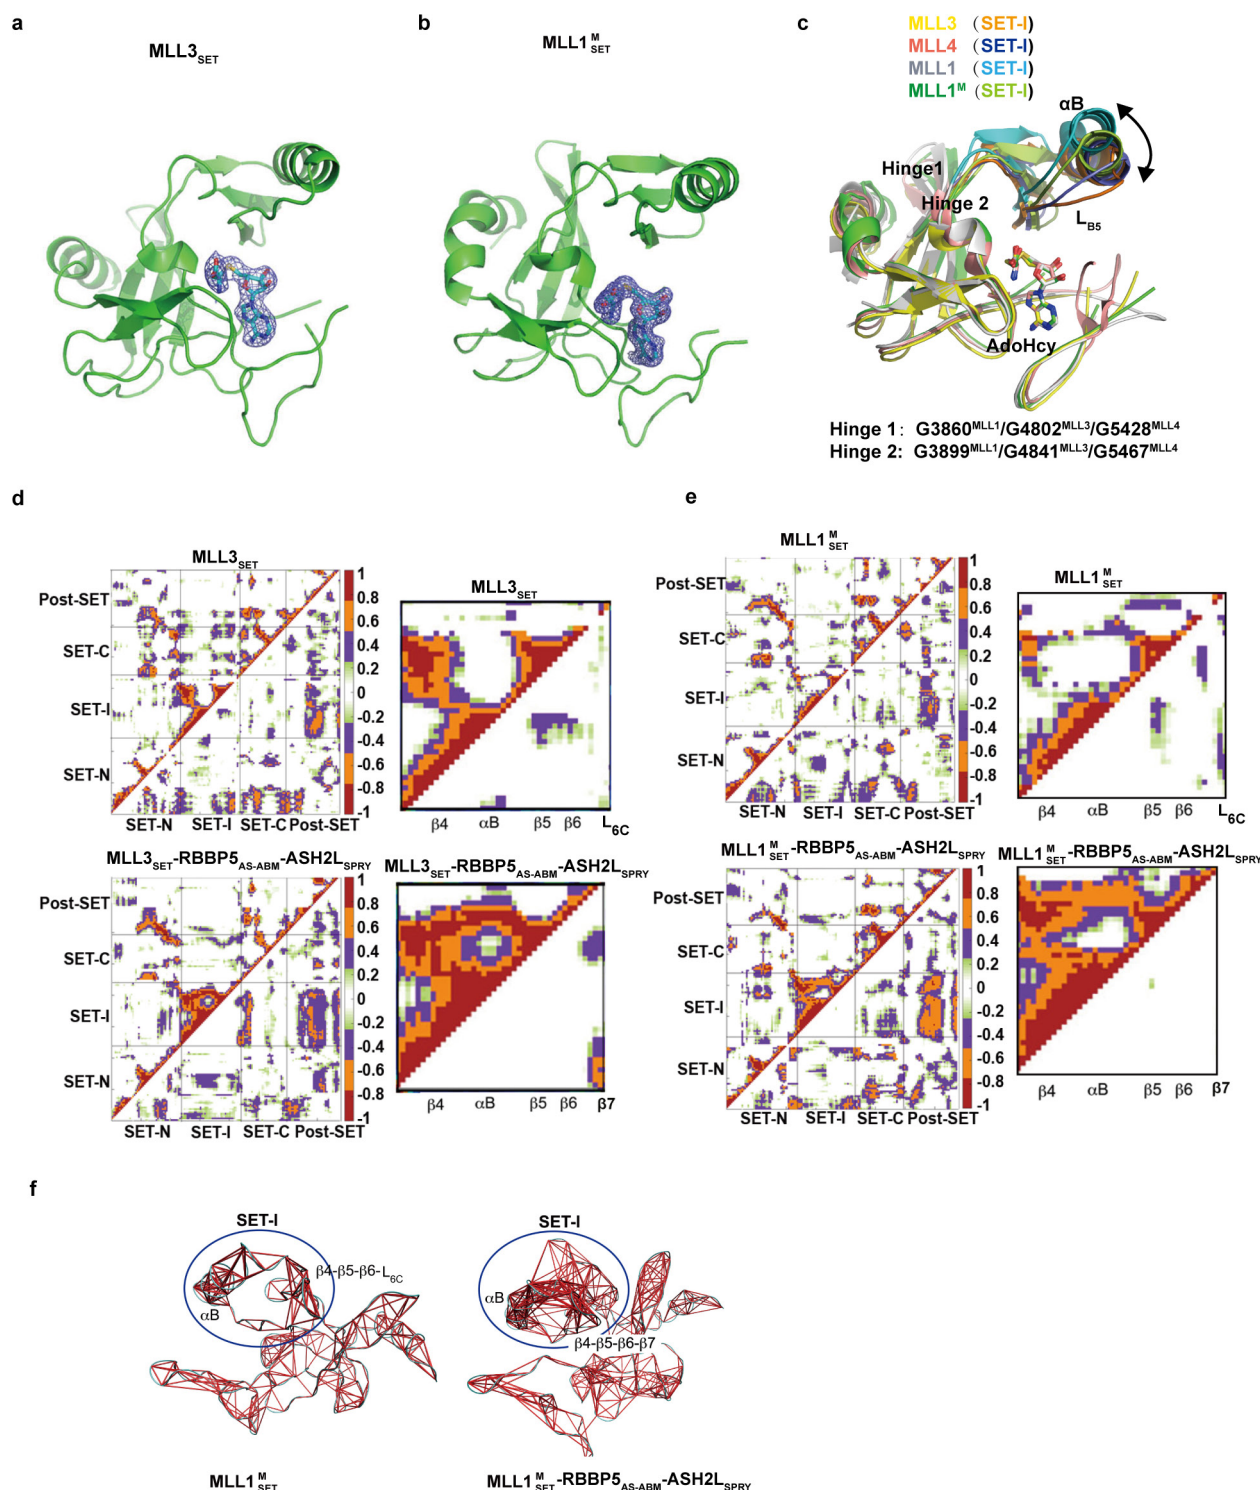 a
MLL3SET
b
MLL1MSET
c
MLL3 (SET-I)
MLL4 (SET-I)
MLL1 (SET-I)
MLL1M (SET-I)
αB
Hinge1
Hinge 2
LB5
AdoHcy
Hinge 1: G3860MLL1/G4802MLL3/G5428MLL4
Hinge 2: G3899MLL1/G4841MLL3/G5467MLL4
d
MLL3SET
Post-SET
SET-C
SET-I
SET-N
SET-N SET-I SET-C Post-SET
1
0.8
0.6
0.4
0.2
0
-0.2
-0.4
-0.6
-0.8
-1
MLL3SET
β4 αB β5 β6 L6C
MLL3SET-RBBP5AS-ABM-ASH2LSPRY
Post-SET
SET-C
SET-I
SET-N
SET-N SET-I SET-C Post-SET
1
0.8
0.6
0.4
0.2
0
-0.2
-0.4
-0.6
-0.8
-1
MLL3SET-RBBP5AS-ABM-ASH2LSPRY
β4 αB β5 β6 β7
e
MLL1MSET
Post-SET
SET-C
SET-I
SET-N
SET-N SET-I SET-C Post-SET
1
0.8
0.6
0.4
0.2
0
-0.2
-0.4
-0.6
-0.8
-1
MLL1MSET
β4 αB β5 β6 L6C
MLL1MSET-RBBP5AS-ABM-ASH2LSPRY
Post-SET
SET-C
SET-I
SET-N
SET-N SET-I SET-C Post-SET
1
0.8
0.6
0.4
0.2
0
-0.2
-0.4
-0.6
-0.8
-1
MLL1MSET-RBBP5AS-ABM-ASH2LSPRY
β4 αB β5 β6 β7
f
SET-I
β4-β5-β6-L6C
αB
MLL1MSET
SET-I
αB
β4-β5-β6-β7
MLL1MSET-RBBP5AS-ABM-ASH2LSPRY